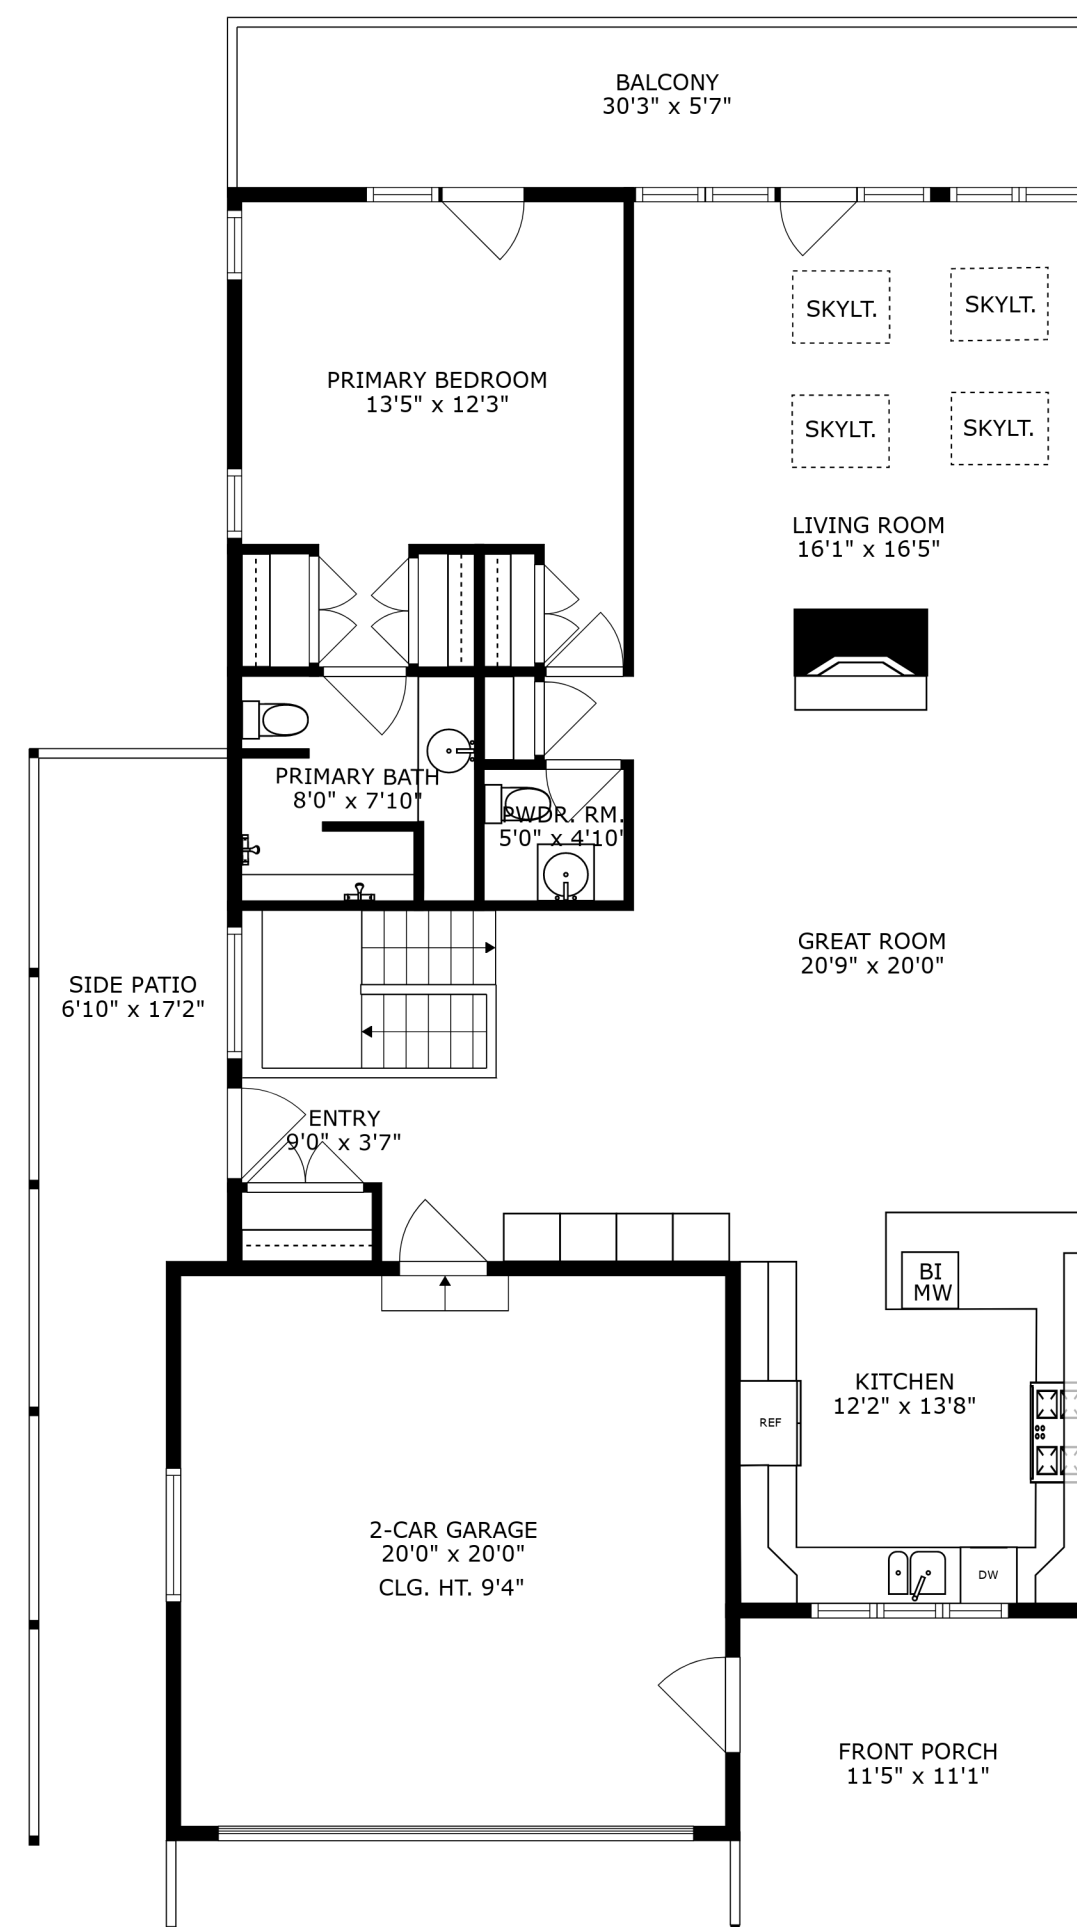 BALCONY
30'3" x 5'7"
SKYLT.
SKYLT.
PRIMARY BEDROOM
13'5" x 12'3"
SKYLT.
SKYLT.
LIVING ROOM
16'1" x 16'5"
PRIMARY BATH
8'0" x 7'10"
PWDR. RM.
5'0" x 4'10"
GREAT ROOM
20'9" x 20'0"
SIDE PATIO
6'10" x 17'2"
ENTRY
9'0" x 3'7"
BI
MW
KITCHEN
12'2" x 13'8"
REF
2-CAR GARAGE
20'0" x 20'0"
CLG. HT. 9'4"
DW
FRONT PORCH
11'5" x 11'1"